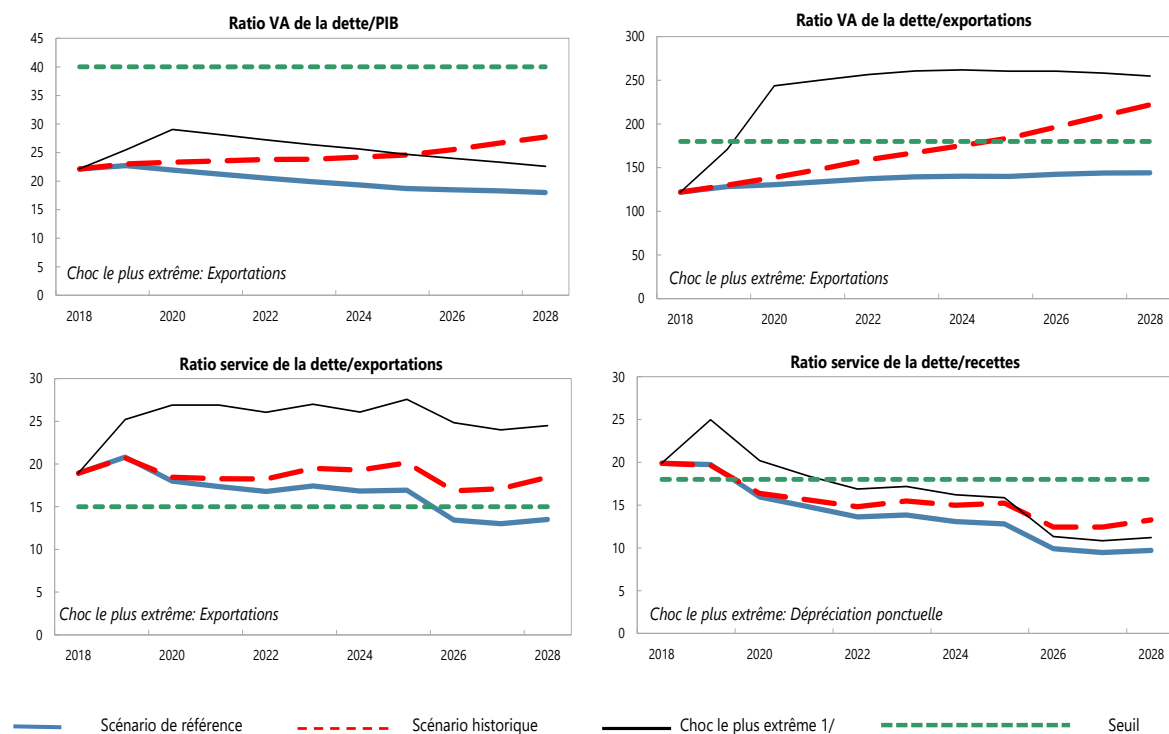 Ratio VA de la dette/PIB
45
40
35
30
25
20
15
10
5
0
Choc le plus extrême: Exportations
2018 2020 2022 2024 2026 2028
Ratio VA de la dette/exportations
300
250
200
150
100
50
0
Choc le plus extrême: Exportations
2018 2020 2022 2024 2026 2028
Ratio service de la dette/exportations
30
25
20
15
10
5
0
Choc le plus extrême: Exportations
2018 2020 2022 2024 2026 2028
Ratio service de la dette/recettes
30
25
20
15
10
5
0
Choc le plus extrême: Dépréciation ponctuelle
2018 2020 2022 2024 2026 2028
Scénario de référence Scénario historique Choc le plus extrême 1/ Seuil